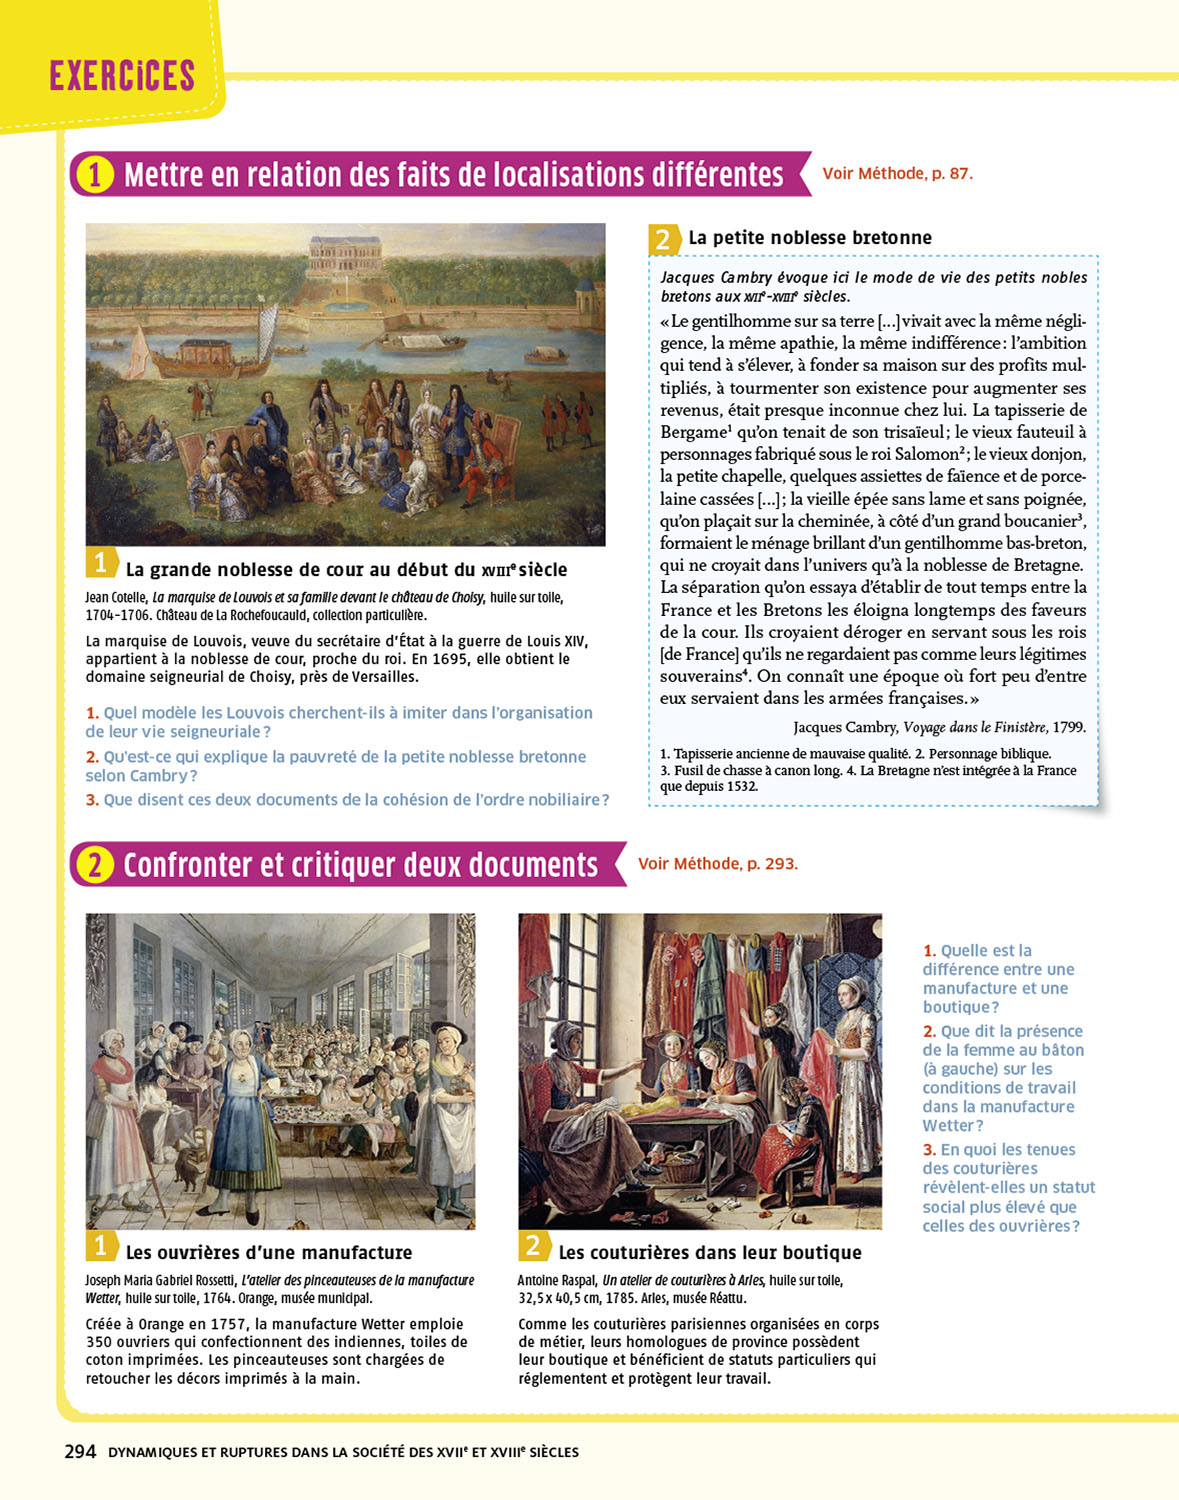 EXERCiCES
1 Mettre en relation des faits de localisations différentes
Voir Méthode, p. 87.
1 La grande noblesse de cour au début du XVIIIe siècle
Jean Cotelle, La marquise de Louvois et sa famille devant le château de Choisy, huile sur toile,
1704-1706. Château de La Rochefoucauld, collection particulière.
La marquise de Louvois, veuve du secrétaire d'État à la guerre de Louis XIV,
appartient à la noblesse de cour, proche du roi. En 1695, elle obtient le
domaine seigneurial de Choisy, près de Versailles.
1. Quel modèle les Louvois cherchent-ils à imiter dans l'organisation
de leur vie seigneuriale ?
2. Qu'est-ce qui explique la pauvreté de la petite noblesse bretonne
selon Cambry ?
3. Que disent ces deux documents de la cohésion de l'ordre nobiliaire ?
2 La petite noblesse bretonne
Jacques Cambry évoque ici le mode de vie des petits nobles
bretons aux XVIIe-XVIIIe siècles.
« Le gentilhomme sur sa terre [...] vivait avec la même négli-
gence, la même apathie, la même indifférence : l'ambition
qui tend à s'élever, à fonder sa maison sur des profits mul-
tipliés, à tourmenter son existence pour augmenter ses
revenus, était presque inconnue chez lui. La tapisserie de
Bergame1 qu'on tenait de son trisaïeul ; le vieux fauteuil à
personnages fabriqué sous le roi Salomon2 ; le vieux donjon,
la petite chapelle, quelques assiettes de faïence et de porce-
laine cassées [...] ; la vieille épée sans lame et sans poignée,
qu'on plaçait sur la cheminée, à côté d'un grand boucanier3,
formaient le ménage brillant d'un gentilhomme bas-breton,
qui ne croyait dans l'univers qu'à la noblesse de Bretagne.
La séparation qu'on essaya d'établir de tout temps entre la
France et les Bretons les éloigna longtemps des faveurs
de la cour. Ils croyaient déroger en servant sous les rois
[de France] qu'ils ne regardaient pas comme leurs légitimes
souverains4. On connaît une époque où fort peu d'entre
eux servaient dans les armées françaises. »
Jacques Cambry, Voyage dans le Finistère, 1799.
1. Tapisserie ancienne de mauvaise qualité. 2. Personnage biblique.
3. Fusil de chasse à canon long. 4. La Bretagne n'est intégrée à la France
que depuis 1532.
2 Confronter et critiquer deux documents
Voir Méthode, p. 293.
1 Les ouvrières d'une manufacture
Joseph Maria Gabriel Rossetti, L'atelier des pinceauteuses de la manufacture
Wetter, huile sur toile, 1764. Orange, musée municipal.
Créée à Orange en 1757, la manufacture Wetter emploie
350 ouvriers qui confectionnent des indiennes, toiles de
coton imprimées. Les pinceauteuses sont chargées de
retoucher les décors imprimés à la main.
2 Les couturières dans leur boutique
Antoine Raspal, Un atelier de couturières à Arles, huile sur toile,
32,5 x 40,5 cm, 1785. Arles, musée Réattu.
Comme les couturières parisiennes organisées en corps
de métier, leurs homologues de province possèdent
leur boutique et bénéficient de statuts particuliers qui
réglementent et protègent leur travail.
1. Quelle est la
différence entre une
manufacture et une
boutique ?
2. Que dit la présence
de la femme au bâton
(à gauche) sur les
conditions de travail
dans la manufacture
Wetter ?
3. En quoi les tenues
des couturières
révèlent-elles un statut
social plus élevé que
celles des ouvrières ?
294 DYNAMIQUES ET RUPTURES DANS LA SOCIÉTÉ DES XVIIe ET XVIIIe SIÈCLES